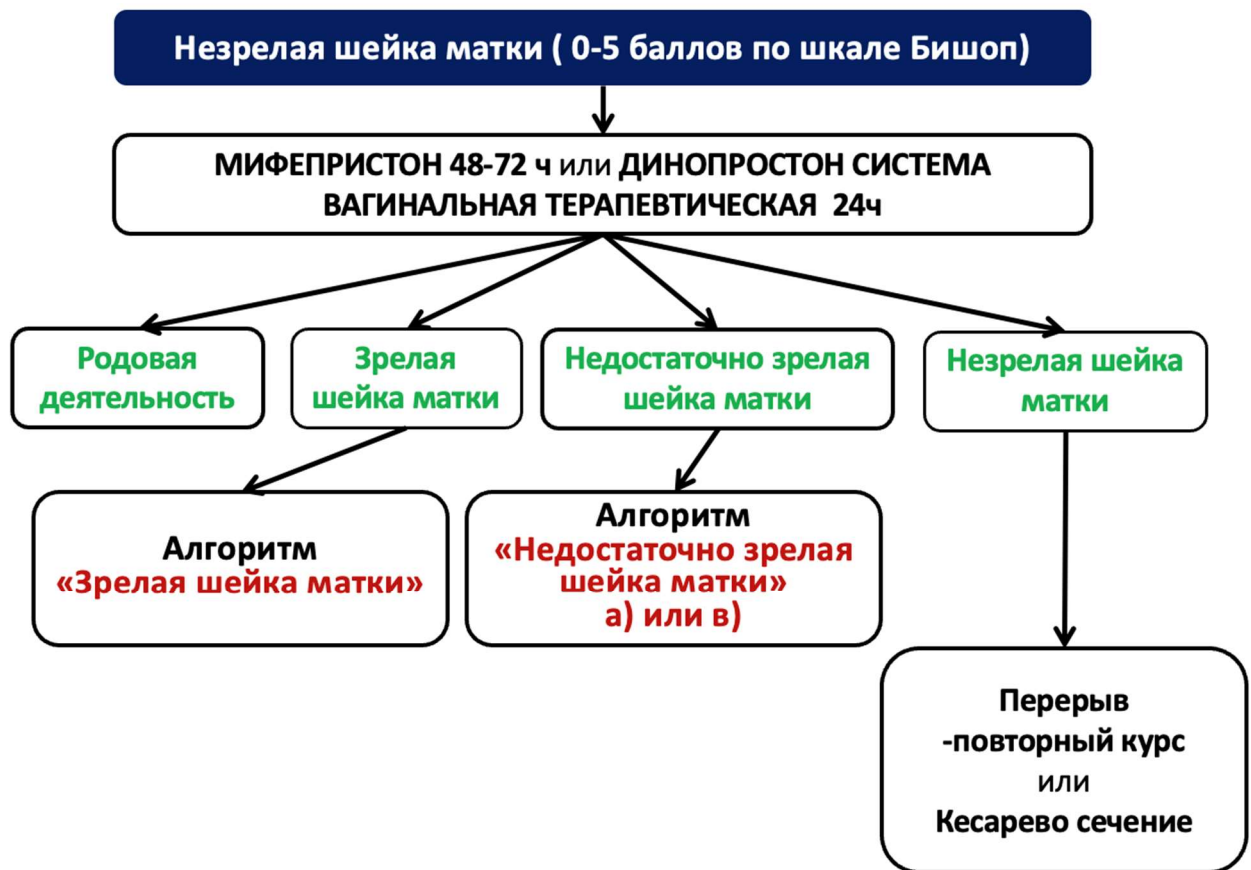 Незрелая шейка матки ( 0-5 баллов по шкале Бишоп)
МИФЕПРИСТОН 48-72 ч или ДИНОПРОСТОН СИСТЕМА
ВАГИНАЛЬНАЯ ТЕРАПЕВТИЧЕСКАЯ 24ч
Родовая
деятельность
Зрелая
шейка матки
Недостаточно зрелая
шейка матки
Незрелая шейка
матки
Алгоритм
«Зрелая шейка матки»
Алгоритм
«Недостаточно зрелая
шейка матки»
а) или в)
Перерыв
-повторный курс
или
Кесарево сечение